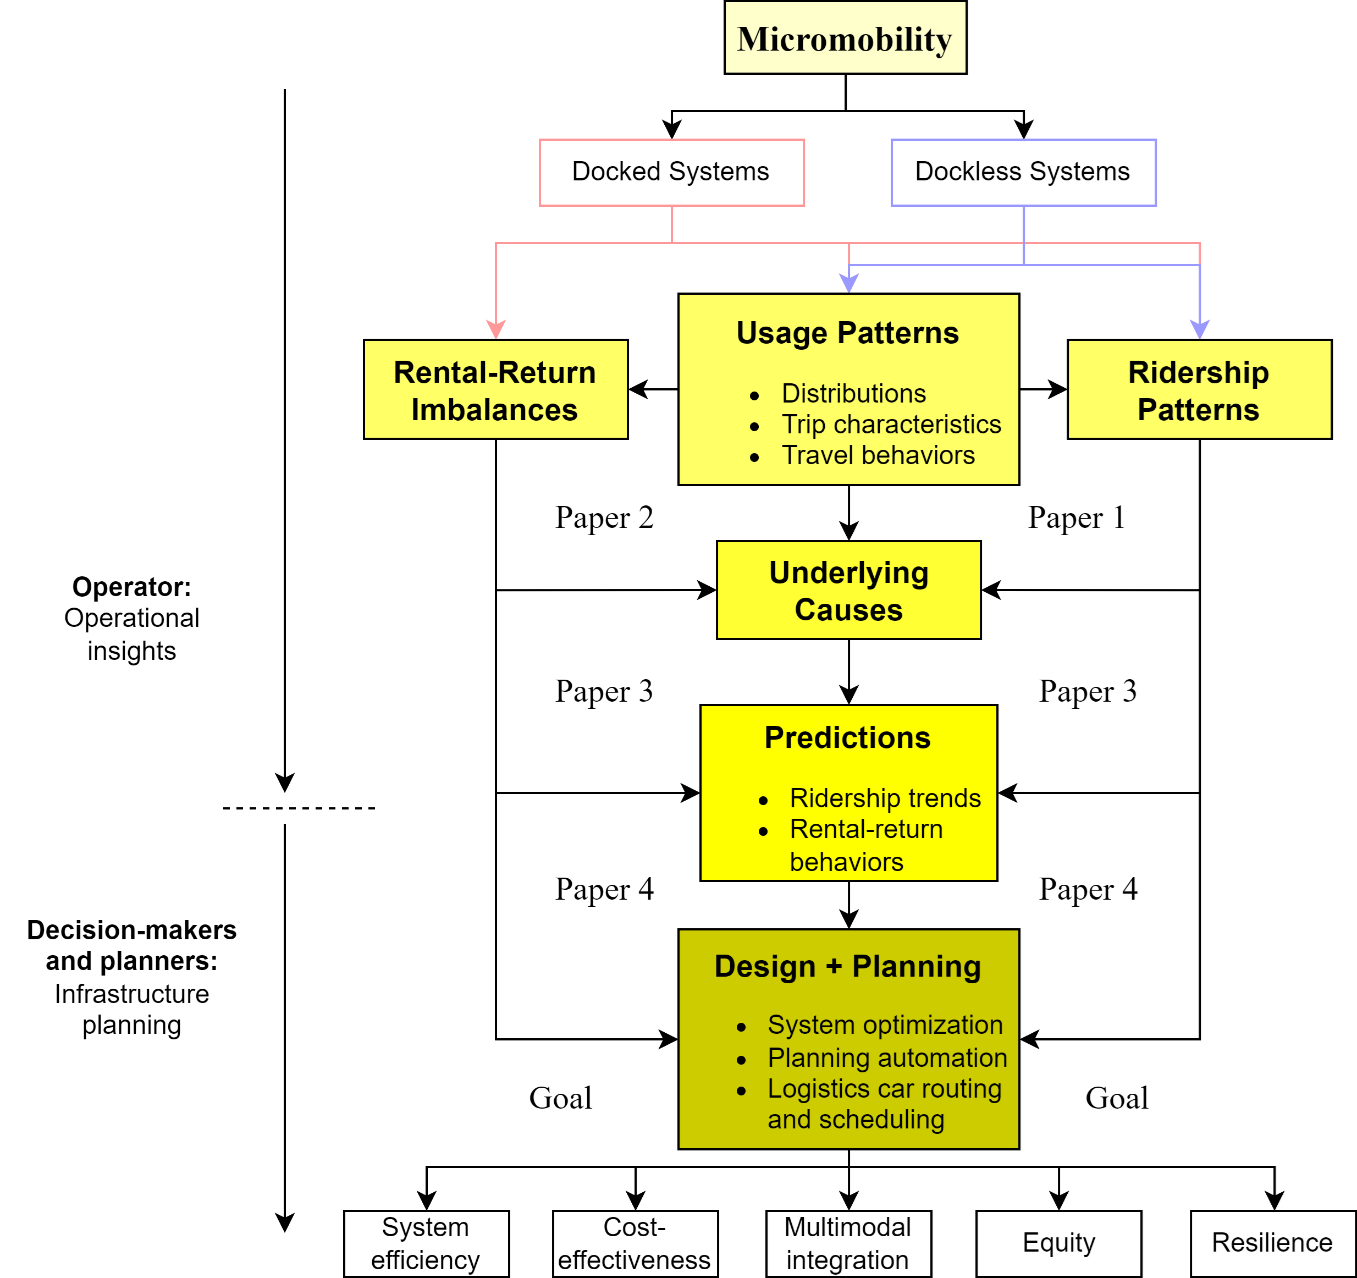 Micromobility
Docked Systems
Dockless Systems
Usage Patterns
• Distributions
• Trip characteristics
• Travel behaviors
Rental-Return
Imbalances
Ridership
Patterns
Paper 2
Paper 1
Underlying
Causes
Operator:
Operational
insights
Paper 3
Paper 3
Predictions
• Ridership trends
• Rental-return
behaviors
Paper 4
Paper 4
Decision-makers
and planners:
Infrastructure
planning
Design + Planning
• System optimization
• Planning automation
• Logistics car routing
and scheduling
Goal
Goal
System
efficiency
Cost-
effectiveness
Multimodal
integration
Equity
Resilience